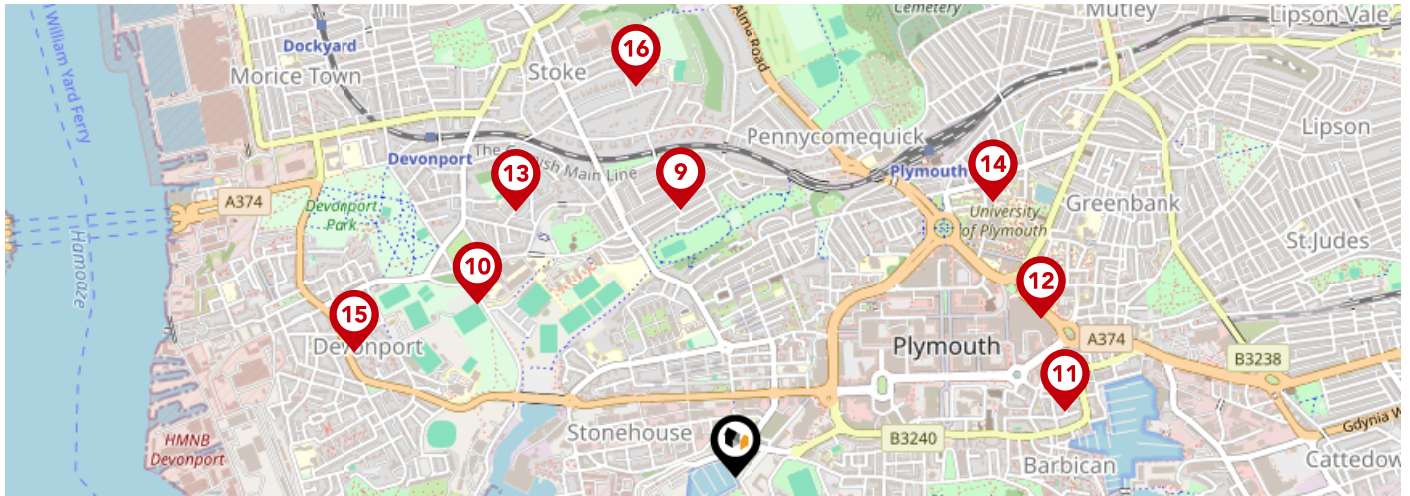 Cemetery
Mutley
Lipson Vale
William Yard Ferry
Dockyard
Morice Town
Stoke
16
Alma Road
Pennycomequick
Lipson
Devonport
The Cornish Main Line
13
9
Plymouth
14
A374
Devonport
Park
University
of Plymouth
Greenbank
St.Judes
Hamoaze
10
12
15
Devonport
Plymouth
A374
B3238
11
HMNB
Devonport
Stonehouse
B3240
Barbican
Gdynia W
Cattedow